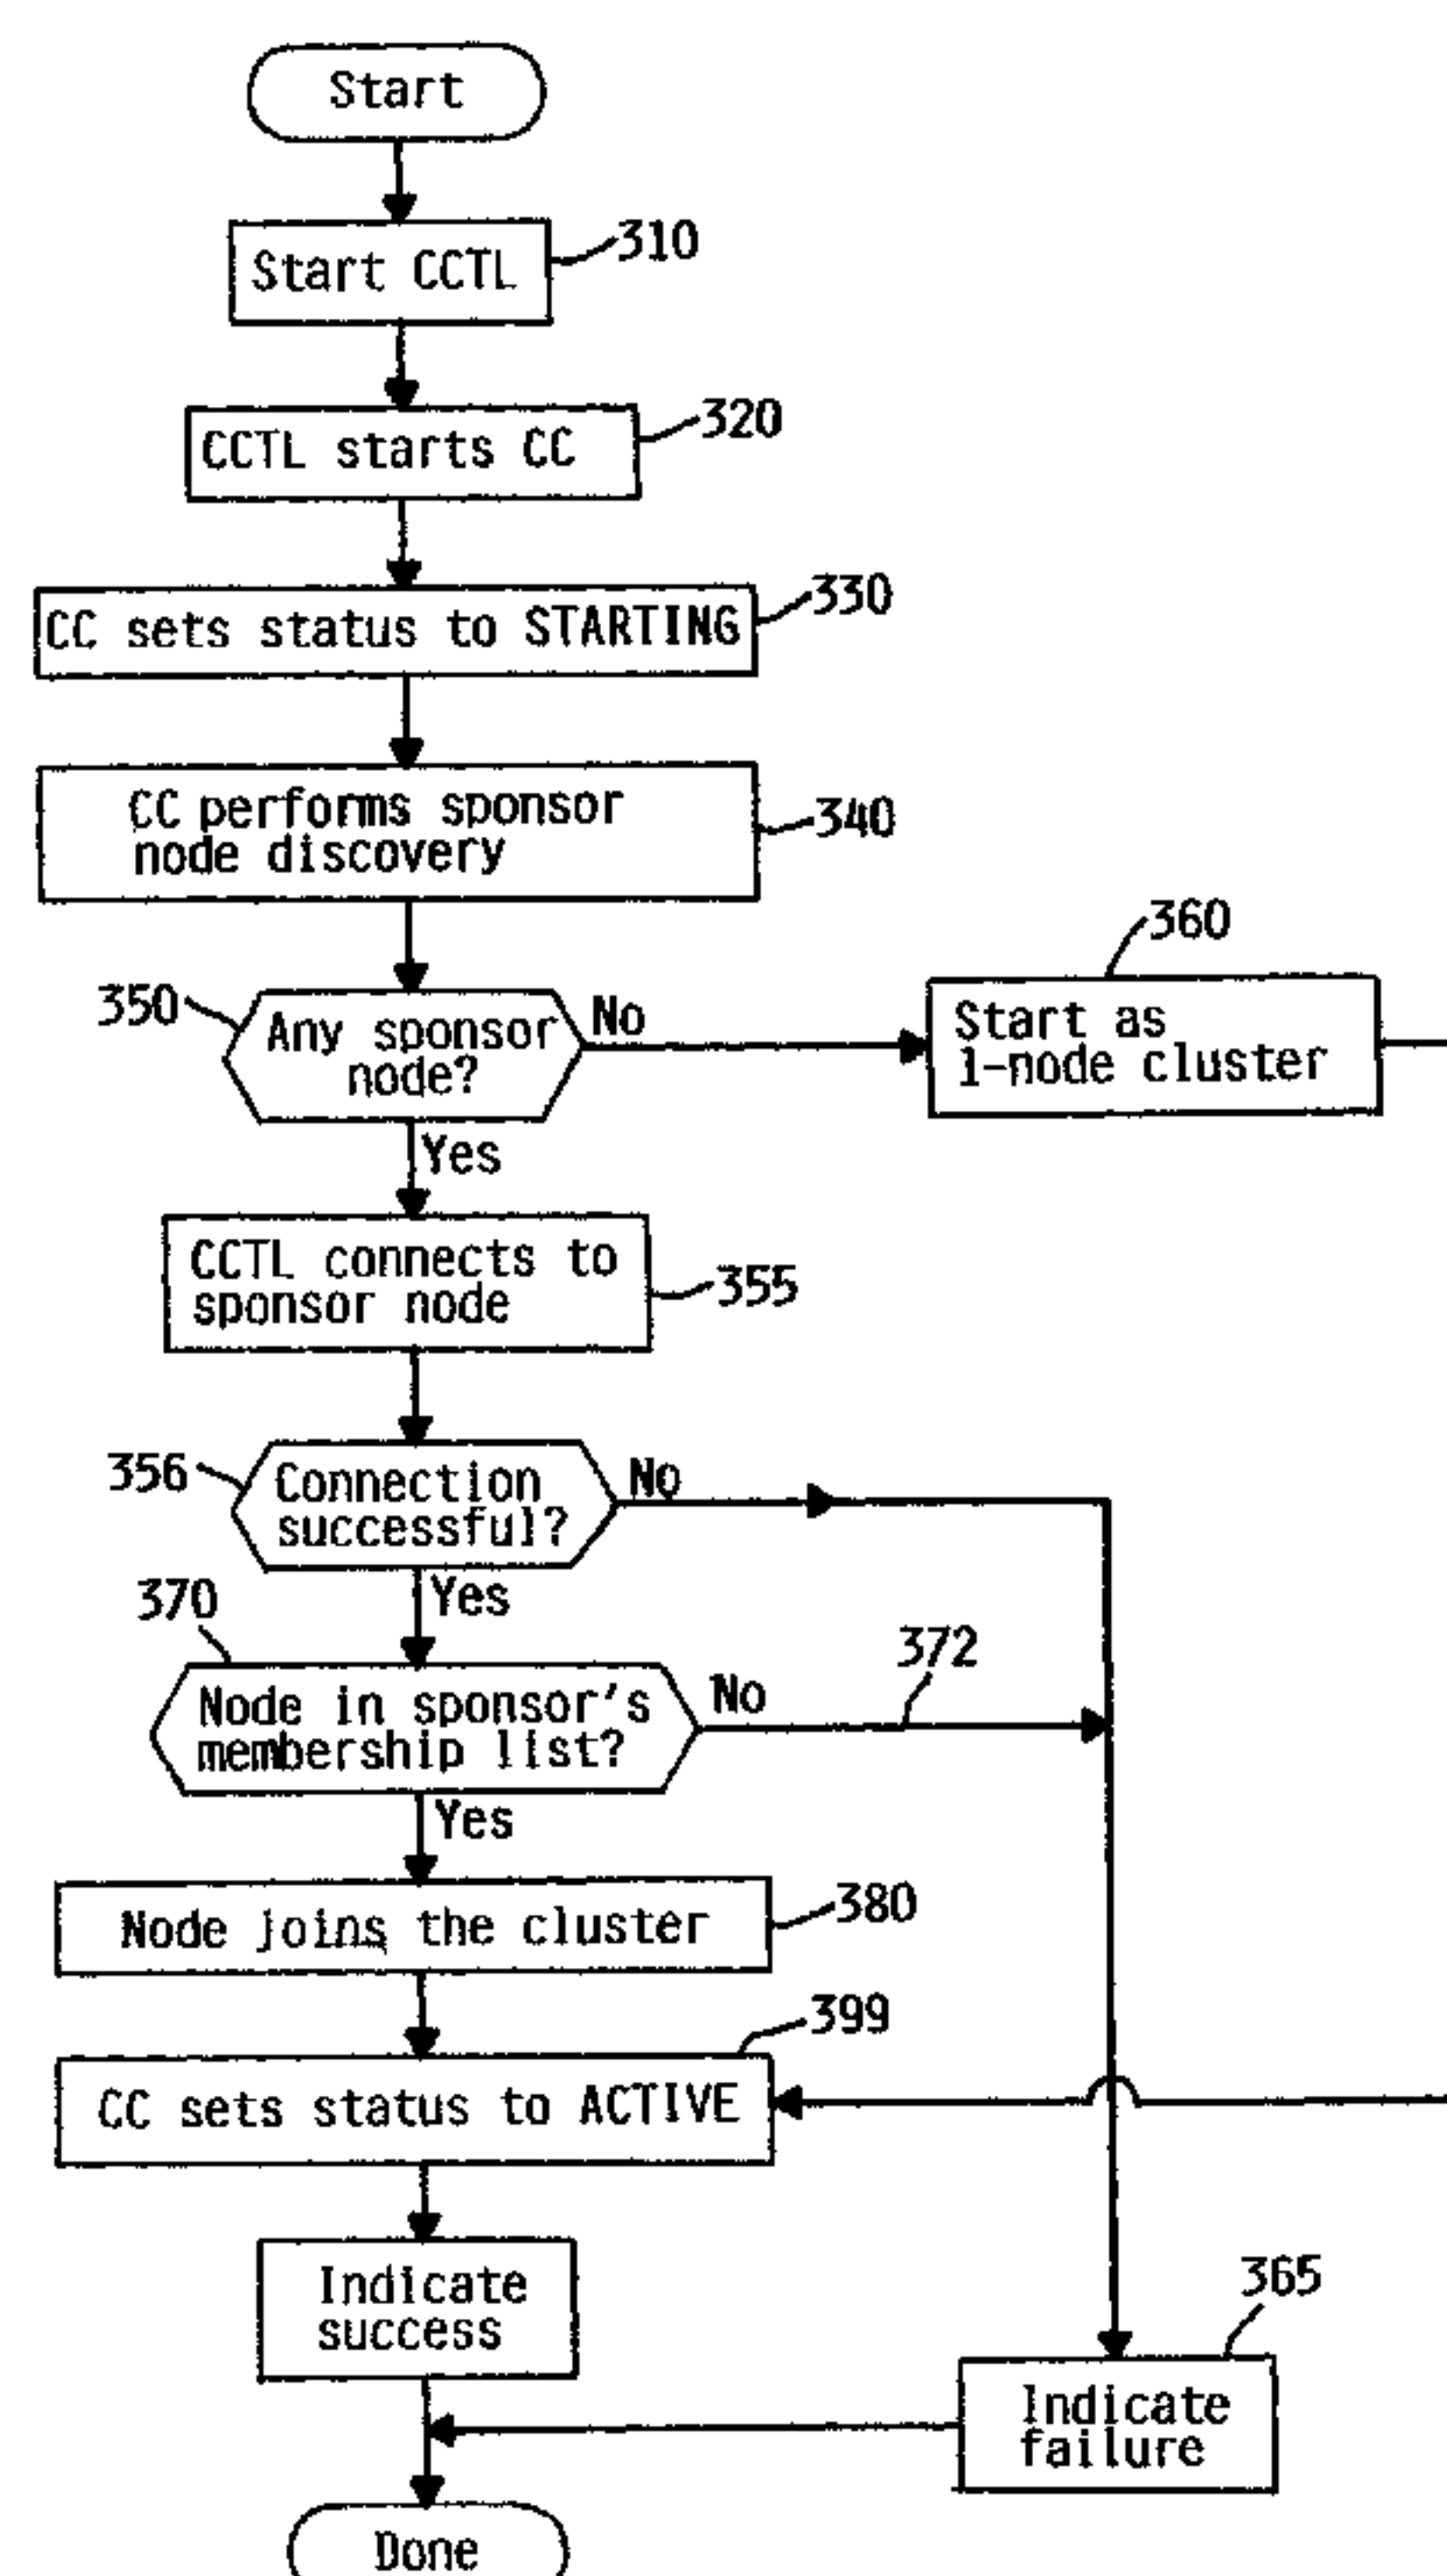 Start
Start CCTL
310
CCTL starts CC
320
CC sets status to STARTING
330
CC performs sponsor
node discovery
340
350
Any sponsor
node?
No
360
Start as
1-node cluster
Yes
CCTL connects to
sponsor node
355
356
Connection
successful?
No
Yes
370
Node in sponsor's
membership list?
No
372
Yes
Node joins the cluster
380
399
CC sets status to ACTIVE
Indicate
success
365
Indicate
failure
Done